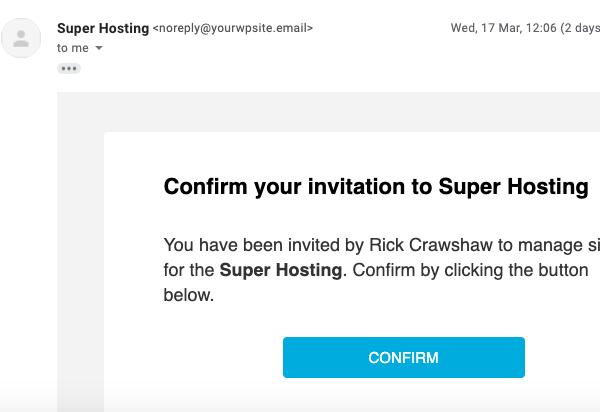 Super Hosting <noreply@yourwpsite.email> Wed, 17 Mar, 12:06 (2 days
to me
Confirm your invitation to Super Hosting
You have been invited by Rick Crawshaw to manage si
for the Super Hosting. Confirm by clicking the button
below.
CONFIRM